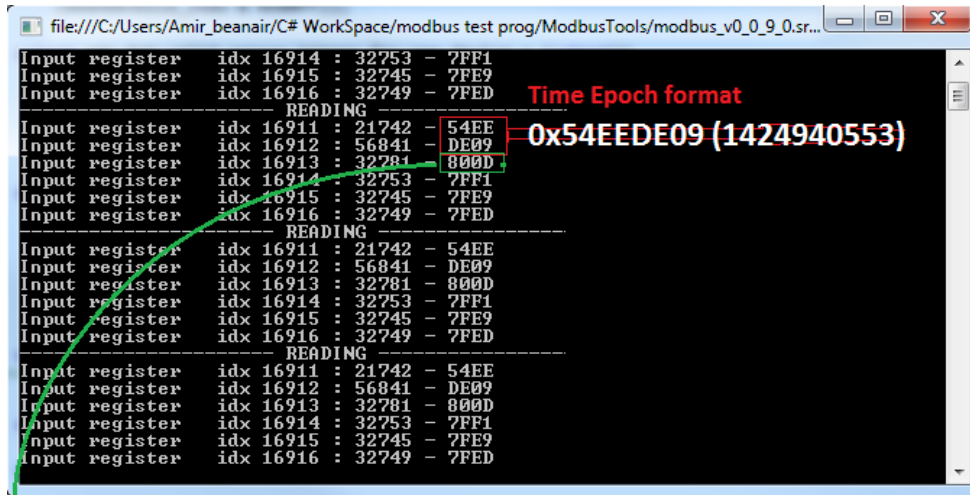 file:///C:/Users/Amir_beanair/C# WorkSpace/modbus test prog/ModbusTools/modbus_v0_0_9_0.sr...
Input register idx 16914 : 32753 - 7FF1
Input register idx 16915 : 32745 - 7FE9
Input register idx 16916 : 32749 - 7FED
Time Epoch format
---------------------------- READING --------------------
Input register idx 16911 : 21742 - 54EE
0x54EEDE09 (1424940553)
Input register idx 16912 : 56841 - DE09
Input register idx 16913 : 32781 - 800D
Input register idx 16914 : 32753 - 7FF1
Input register idx 16915 : 32745 - 7FE9
Input register idx 16916 : 32749 - 7FED
---------------------------- READING --------------------
Input register idx 16911 : 21742 - 54EE
Input register idx 16912 : 56841 - DE09
Input register idx 16913 : 32781 - 800D
Input register idx 16914 : 32753 - 7FF1
Input register idx 16915 : 32745 - 7FE9
Input register idx 16916 : 32749 - 7FED
---------------------------- READING --------------------
Input register idx 16911 : 21742 - 54EE
Input register idx 16912 : 56841 - DE09
Input register idx 16913 : 32781 - 800D
Input register idx 16914 : 32753 - 7FF1
Input register idx 16915 : 32745 - 7FE9
Input register idx 16916 : 32749 - 7FED